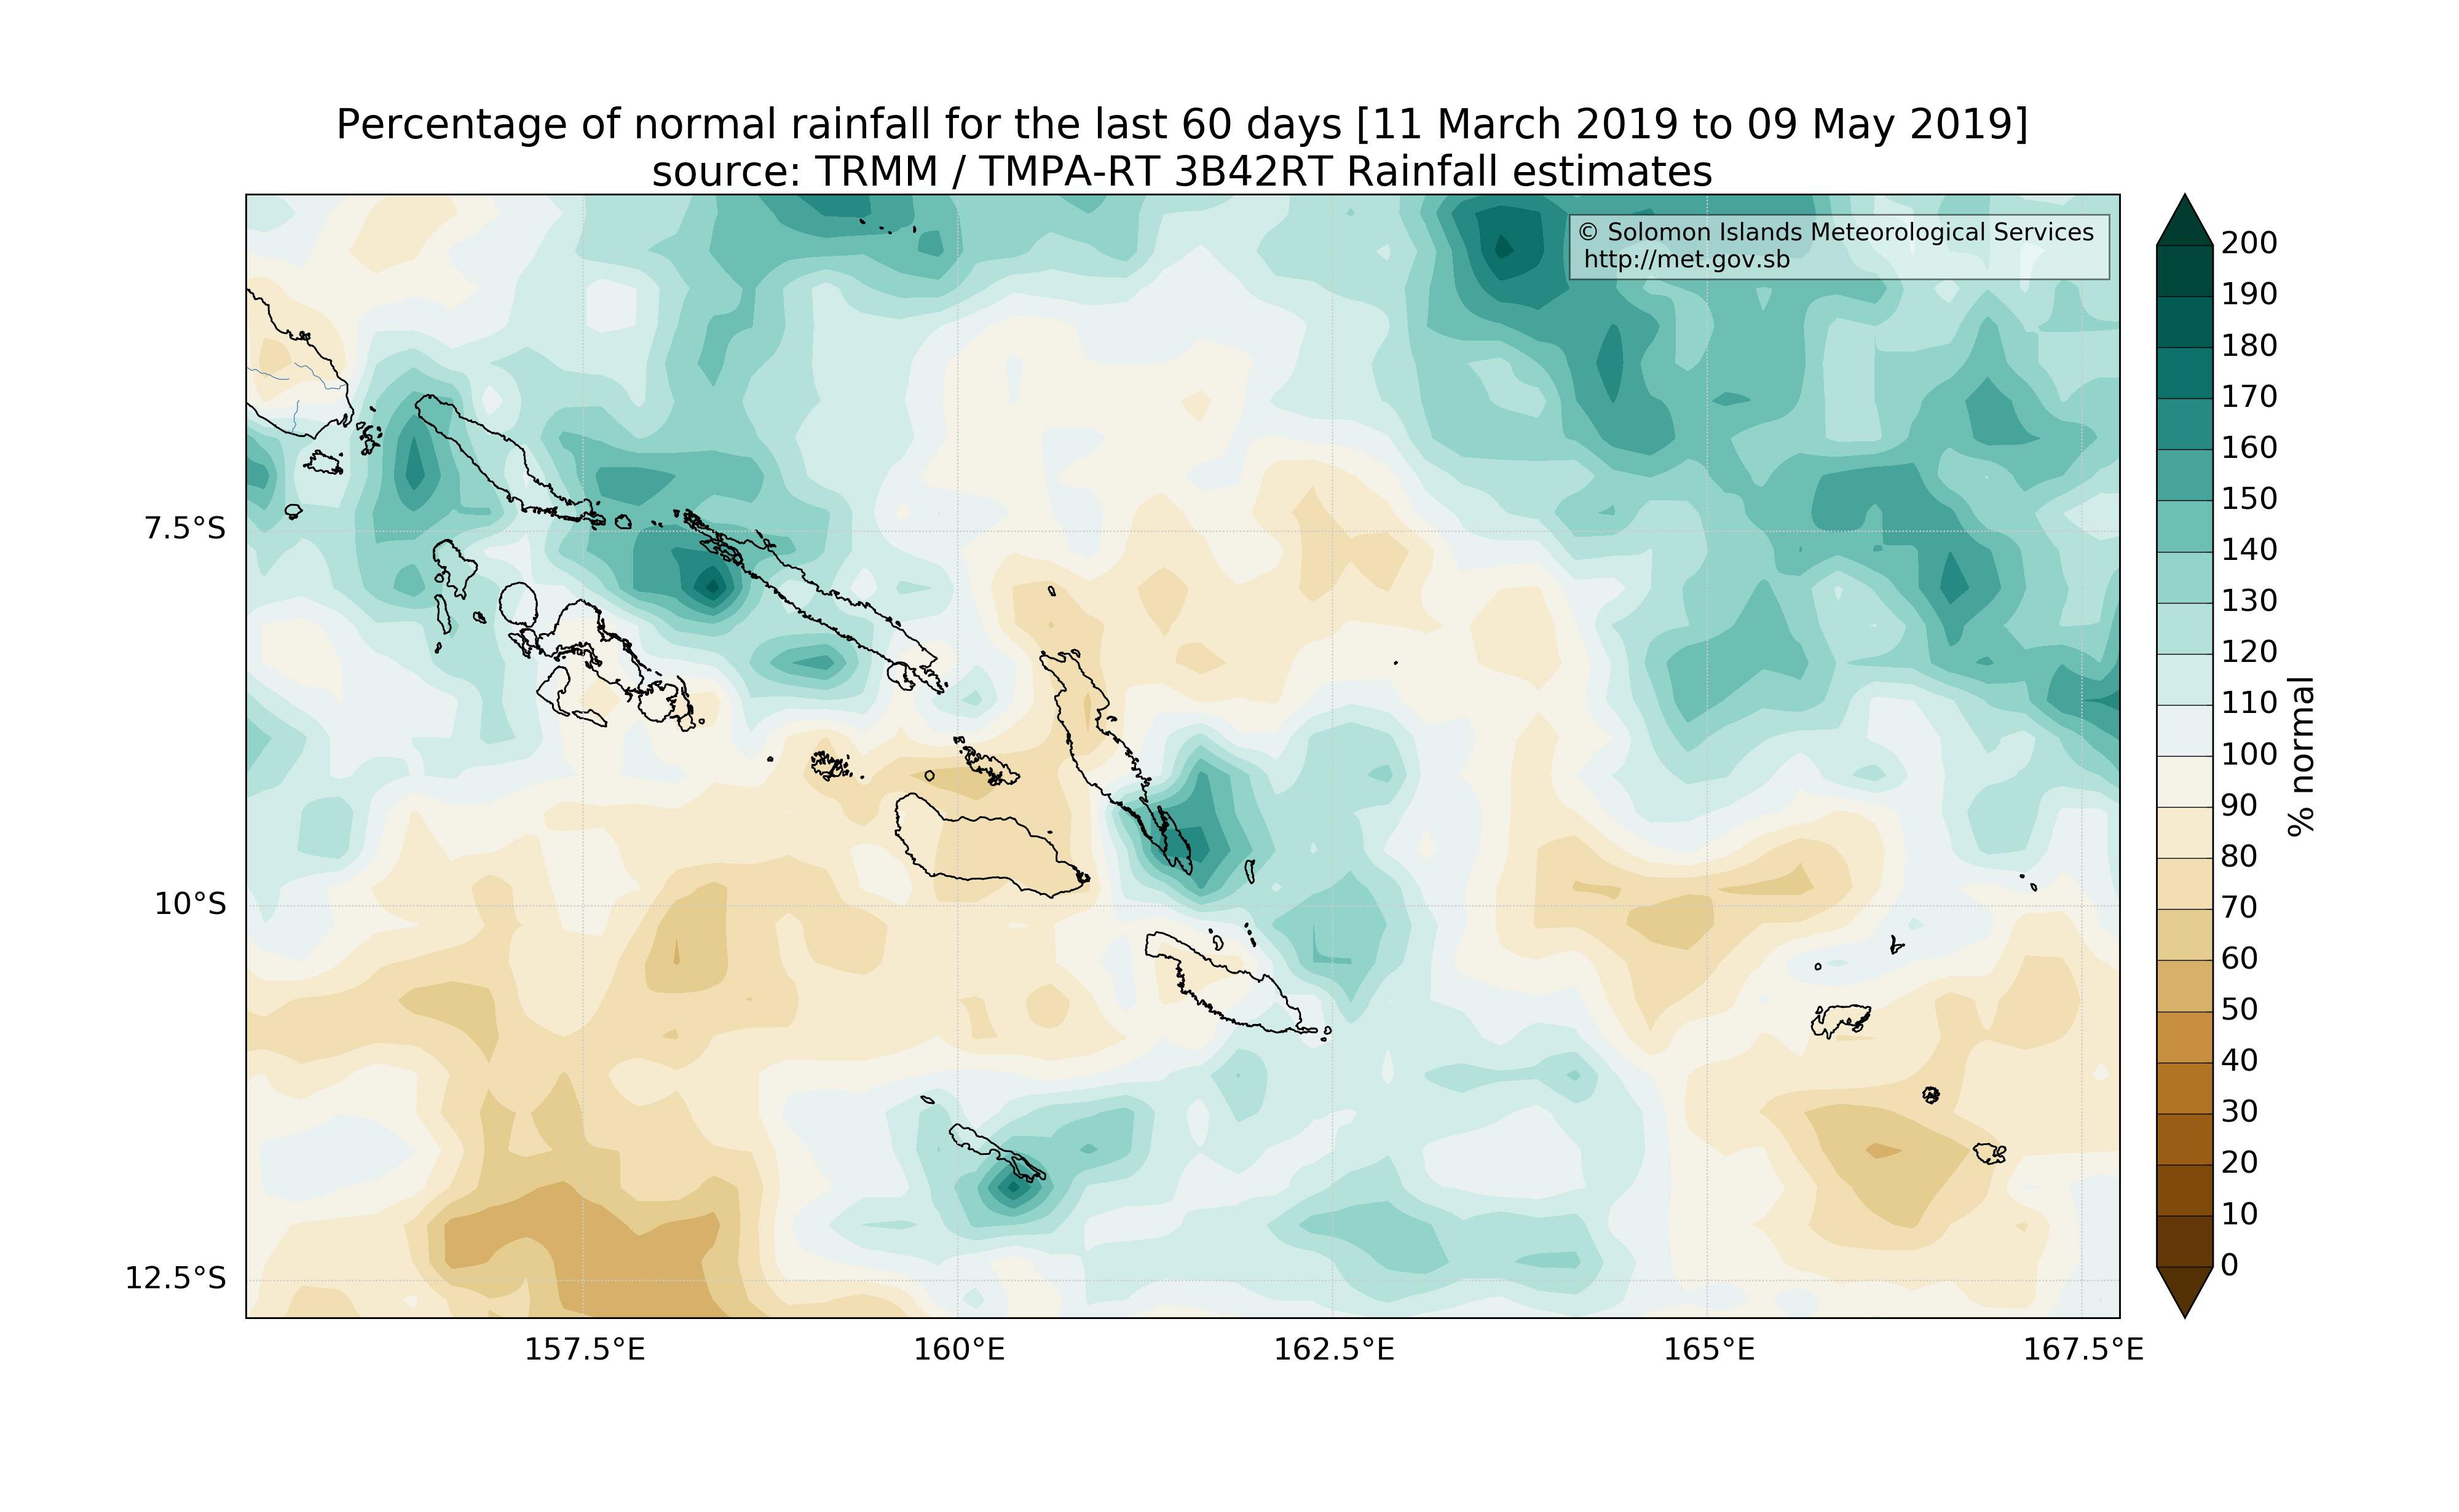 Percentage of normal rainfall for the last 60 days [11 March 2019 to 09 May 2019]
source: TRMM / TMPA-RT 3B42RT Rainfall estimates
© Solomon Islands Meteorological Services
http://met.gov.sb
7.5°S
10°S
12.5°S
157.5°E
160°E
162.5°E
165°E
167.5°E
200
190
180
170
160
150
140
130
120
110
100
90
80
70
60
50
40
30
20
10
0
% normal